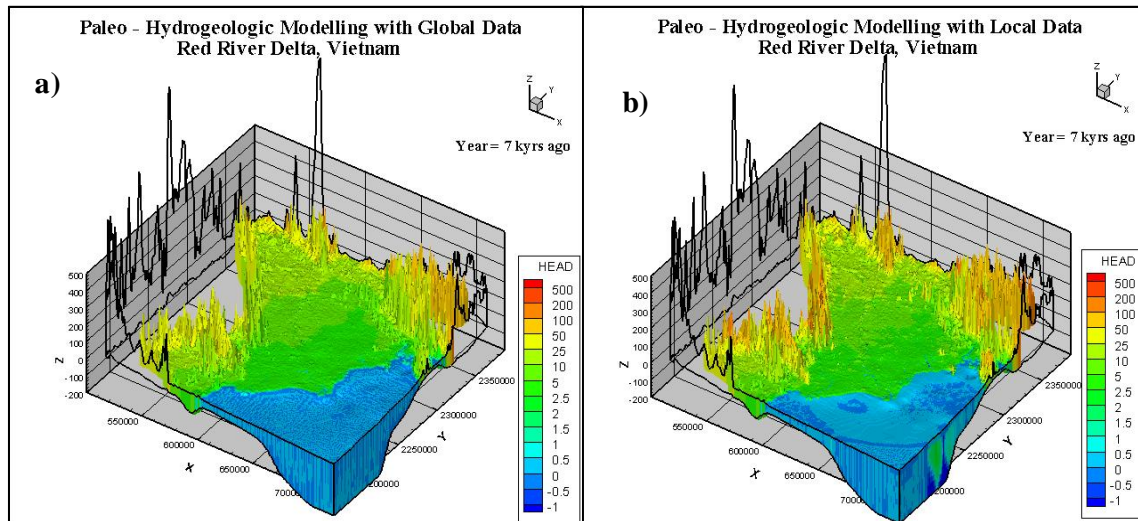 Paleo - Hydrogeologic Modelling with Global Data
Red River Delta, Vietnam
a)
Z
Y
X
Year = 7 kyrs ago
500
400
300
200
100
0
-100
-200
Z
550000
600000
650000
70000
X
200000
2250000
2300000
2350000
Y
HEAD
500
200
100
50
25
10
5
2.5
1.5
1
0.5
0
-0.5
-1
Paleo - Hydrogeologic Modelling with Local Data
Red River Delta, Vietnam
b)
Z
Y
X
Year = 7 kyrs ago
500
400
300
200
100
0
-100
-200
Z
550000
600000
650000
70000
X
200000
2250000
2300000
2350000
Y
HEAD
500
200
100
50
25
10
5
2.5
1.5
1
0.5
0
-0.5
-1